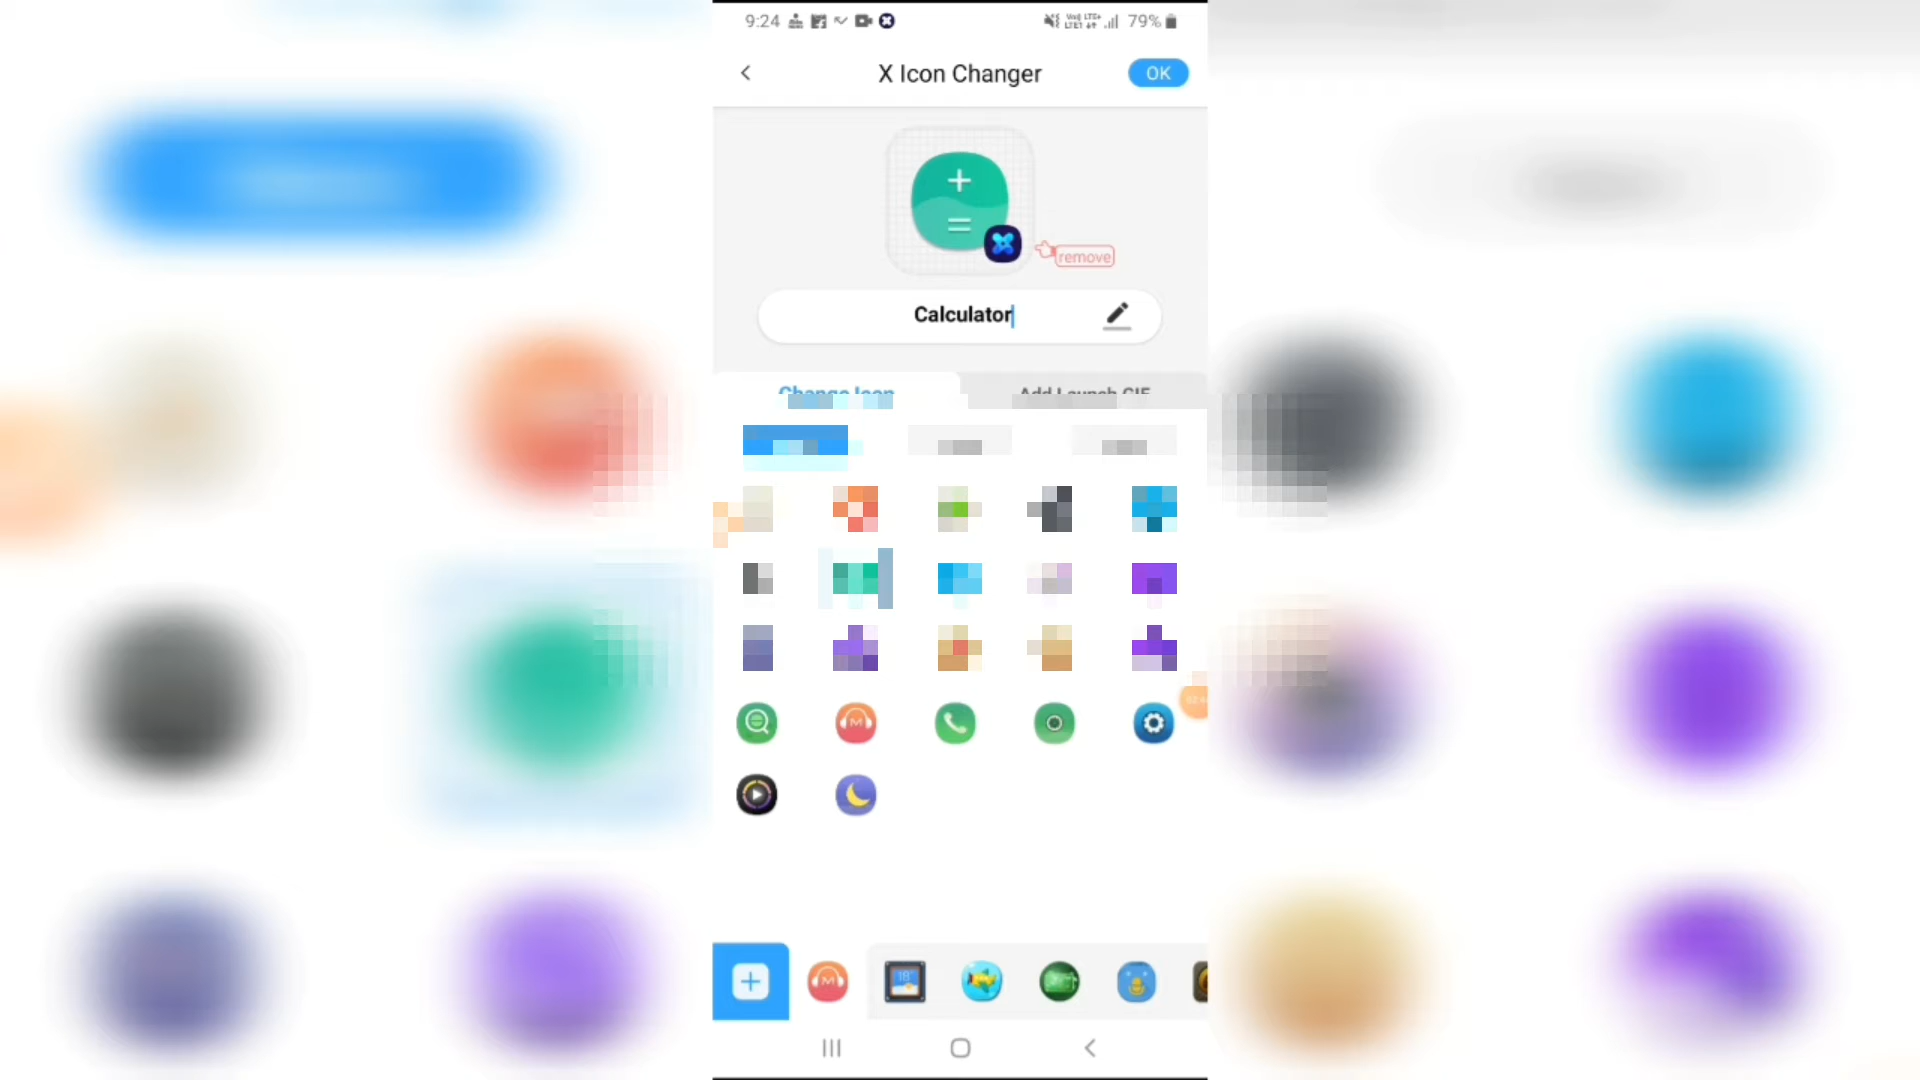 9:24
79%
X Icon Changer
OK
remove
Calculator
Change Icon
Add Launch GIF